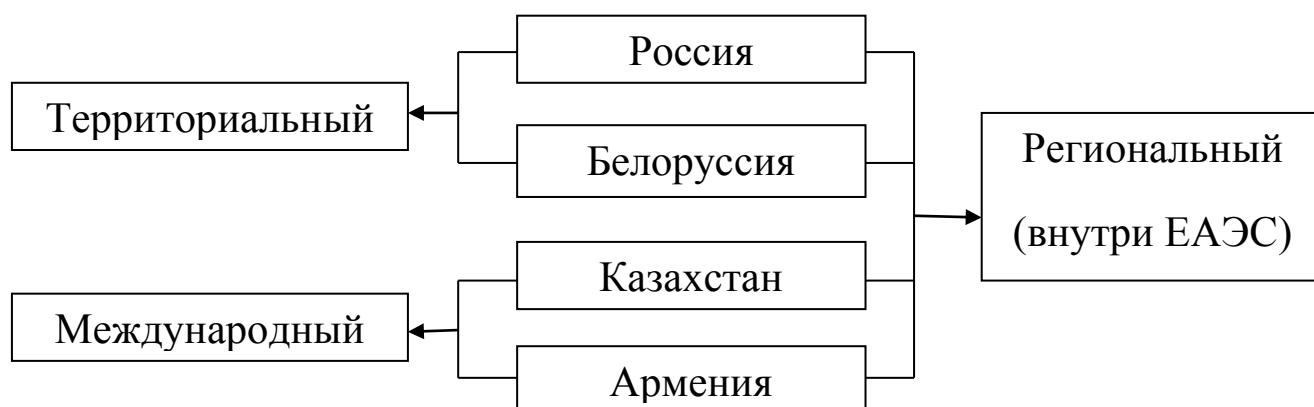 Россия
Территориальный
Белоруссия
Региональный
(внутри ЕАЭС)
Казахстан
Международный
Армения